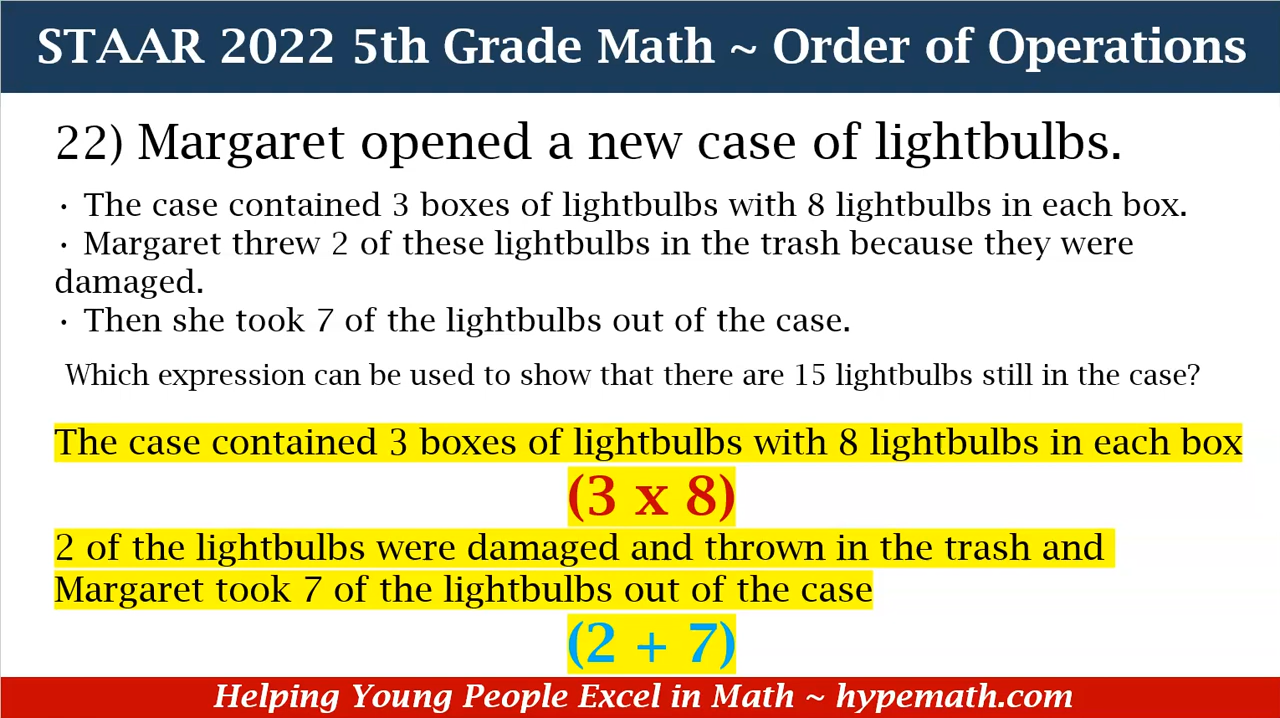 STAAR 2022 5th Grade Math ~ Order of Operations
22) Margaret opened a new case of lightbulbs.
· The case contained 3 boxes of lightbulbs with 8 lightbulbs in each box.
· Margaret threw 2 of these lightbulbs in the trash because they were
damaged.
· Then she took 7 of the lightbulbs out of the case.
Which expression can be used to show that there are 15 lightbulbs still in the case?
The case contained 3 boxes of lightbulbs with 8 lightbulbs in each box
(3 x 8)
2 of the lightbulbs were damaged and thrown in the trash and
Margaret took 7 of the lightbulbs out of the case
(2 + 7)
Helping Young People Excel in Math ~ hypemath.com